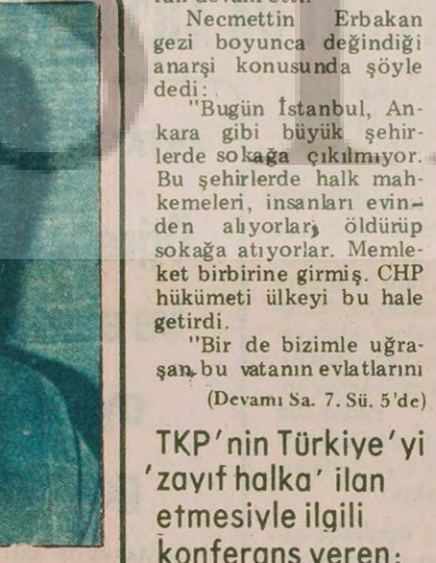 Necmettin Erbakan
gezi boyunca değindiği
anarşi konusunda şöyle
dedi:
"Bugün İstanbul, An-
kara gibi büyük şehir-
lerde sokağa çıkılmıyor.
Bu şehirlerde halk mah-
kemeleri, insanları evin-
den alıyorlar, öldürüp
sokağa atıyorlar. Memle-
ket birbirine girmiş. CHP
hükümeti ülkeyi bu hale
getirdi.
"Bir de bizimle uğra-
şan, bu vatanın evlatlarını
(Devamı Sa. 7. Sü. 5'de)
TKP'nin Türkiye'yi
'zayıf halka' ilan
etmesiyle ilgili
konferans veren: